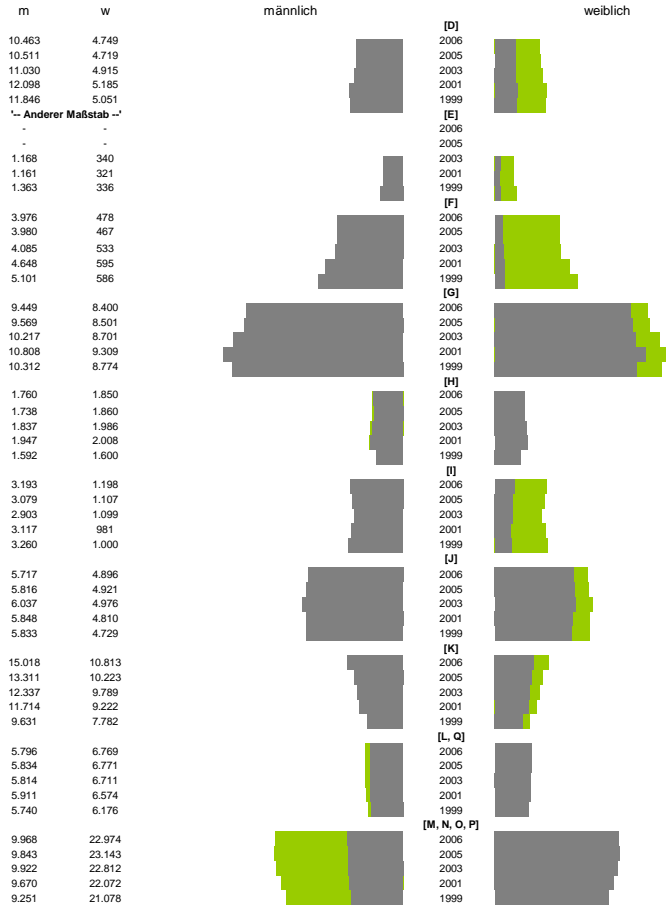 m w männlich weiblich
[D]
10.463 4.749 2006
10.511 4.719 2005
11.030 4.915 2003
12.098 5.185 2001
11.846 5.051 1999
'-- Anderer Maßstab --' [E]
- - 2006
- - 2005
1.168 340 2003
1.161 321 2001
1.363 336 1999
[F]
3.976 478 2006
3.980 467 2005
4.085 533 2003
4.648 595 2001
5.101 586 1999
[G]
9.449 8.400 2006
9.569 8.501 2005
10.217 8.701 2003
10.808 9.309 2001
10.312 8.774 1999
[H]
1.760 1.850 2006
1.738 1.860 2005
1.837 1.986 2003
1.947 2.008 2001
1.592 1.600 1999
[I]
3.193 1.198 2006
3.079 1.107 2005
2.903 1.099 2003
3.117 981 2001
3.260 1.000 1999
[J]
5.717 4.896 2006
5.816 4.921 2005
6.037 4.976 2003
5.848 4.810 2001
5.833 4.729 1999
[K]
15.018 10.813 2006
13.311 10.223 2005
12.337 9.789 2003
11.714 9.222 2001
9.631 7.782 1999
[L, Q]
5.796 6.769 2006
5.834 6.771 2005
5.814 6.711 2003
5.911 6.574 2001
5.740 6.176 1999
[M, N, O, P]
9.968 22.974 2006
9.843 23.143 2005
9.922 22.812 2003
9.670 22.072 2001
9.251 21.078 1999